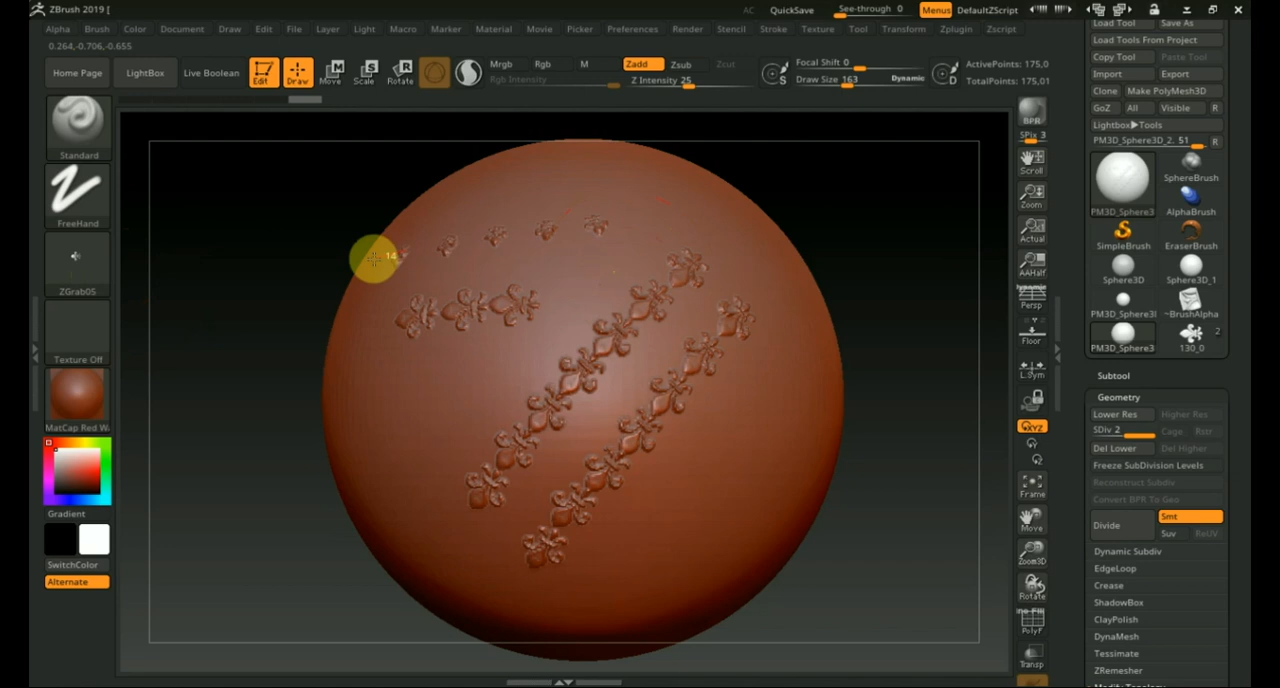 ZBrush 2019 [
AC QuickSave See-through 0 Menus DefaultZScript
Alpha Brush Color Document Draw Edit File Layer Light Macro Marker Material Movie Picker Preferences Render Stencil Stroke Texture Tool Transform Zplugin Zscript
0.264,-0.706,-0.655
Home Page LightBox Live Boolean Edit Draw Move Scale Rotate
Mrgb Rgb M Zadd Zsub Zcut
Rgb Intensity Z Intensity 25
Focal Shift 0
Draw Size 163 Dynamic
ActivePoints: 175,0
TotalPoints: 175,01
Standard
FreeHand
ZGrab05
Texture Off
MatCap Red W
Gradient
SwitchColor
Alternate
14
BPR
SPix 3
Scroll
Zoom
Actual
AAHalf
Persp
Floor
L.Sym
Frame
Move
Zoom3D
Rotate
PolyF
Transp
Load Tool Save As
Load Tools From Project
Copy Tool Paste Tool
Import Export
Clone Make PolyMesh3D
GoZ All Visible R
Lightbox▶Tools
PM3D_Sphere3D_2. 51 R
PM3D_Sphere3 SphereBrush
AlphaBrush
SimpleBrush EraserBrush
Sphere3D Sphere3D_1
PM3D_Sphere3I ~BrushAlpha
2
PM3D_Sphere3 130_0
Subtool
Geometry
Lower Res Higher Res
SDiv 2 Cage Rstr
Del Lower Del Higher
Freeze SubDivision Levels
Reconstruct Subdiv
Convert BPR To Geo
Divide Smt
Suv ReUV
Dynamic Subdiv
EdgeLoop
Crease
ShadowBox
ClayPolish
DynaMesh
Tessimate
ZRemesher
Modify Topology